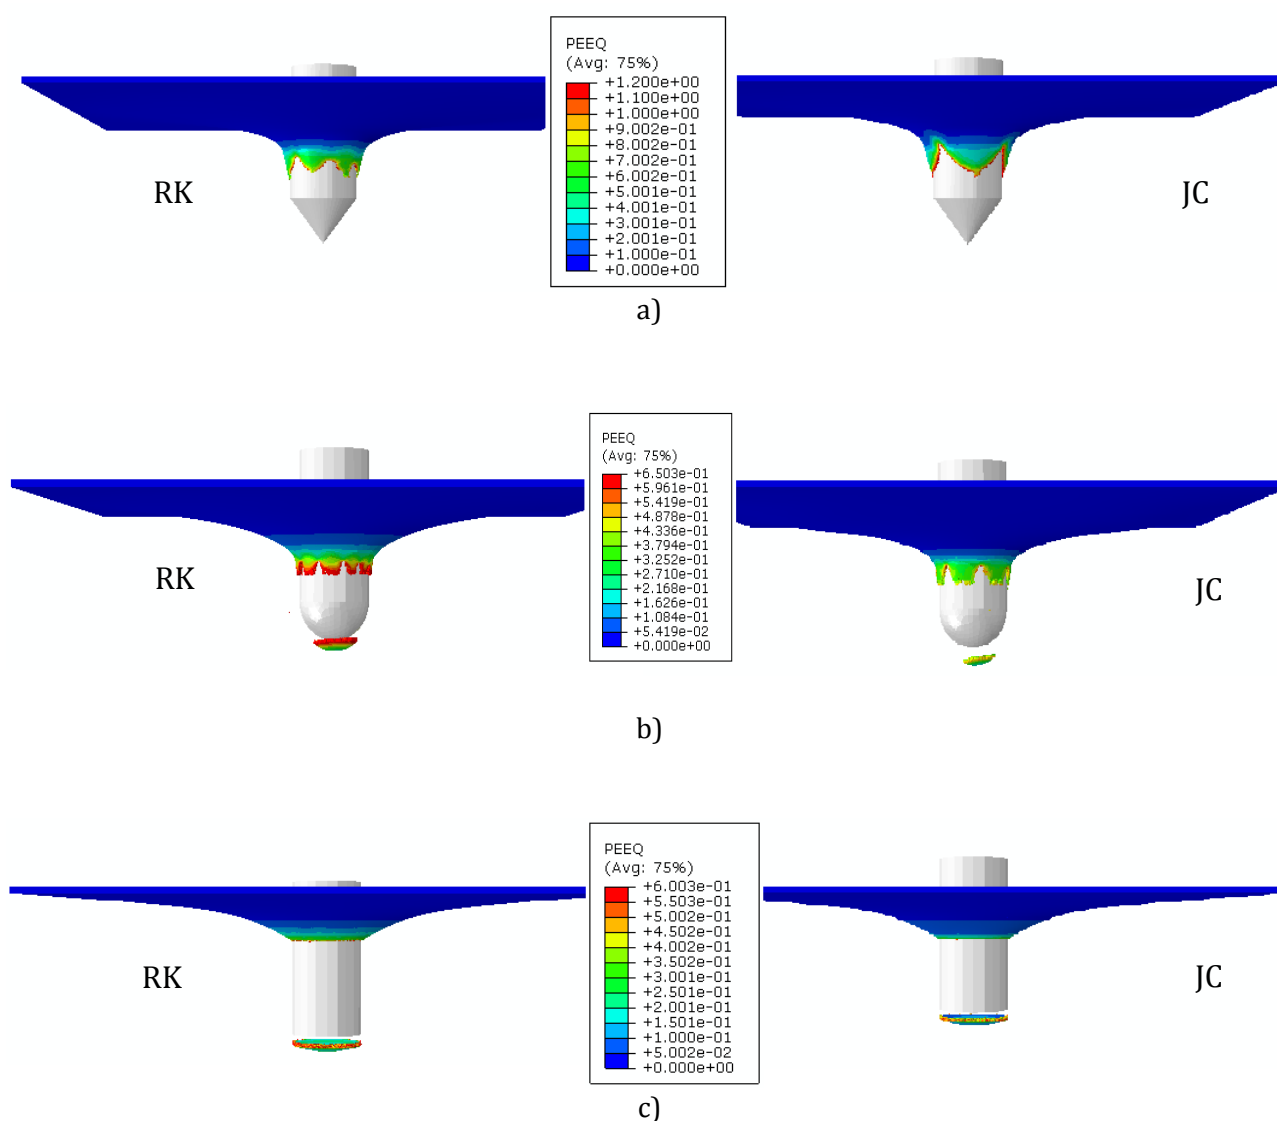 PEEQ
(Avg: 75%)
+1.200e+00
+1.100e+00
+1.000e+00
+9.002e-01
+8.002e-01
+7.002e-01
+6.002e-01
+5.001e-01
+4.001e-01
+3.001e-01
+2.001e-01
+1.000e-01
+0.000e+00
RK
JC
a)
PEEQ
(Avg: 75%)
+6.503e-01
+5.961e-01
+5.419e-01
+4.878e-01
+4.336e-01
+3.794e-01
+3.252e-01
+2.710e-01
+2.168e-01
+1.626e-01
+1.084e-01
+5.419e-02
+0.000e+00
RK
JC
b)
PEEQ
(Avg: 75%)
+6.003e-01
+5.503e-01
+5.002e-01
+4.502e-01
+4.002e-01
+3.502e-01
+3.001e-01
+2.501e-01
+2.001e-01
+1.501e-01
+1.000e-01
+5.002e-02
+0.000e+00
RK
JC
c)